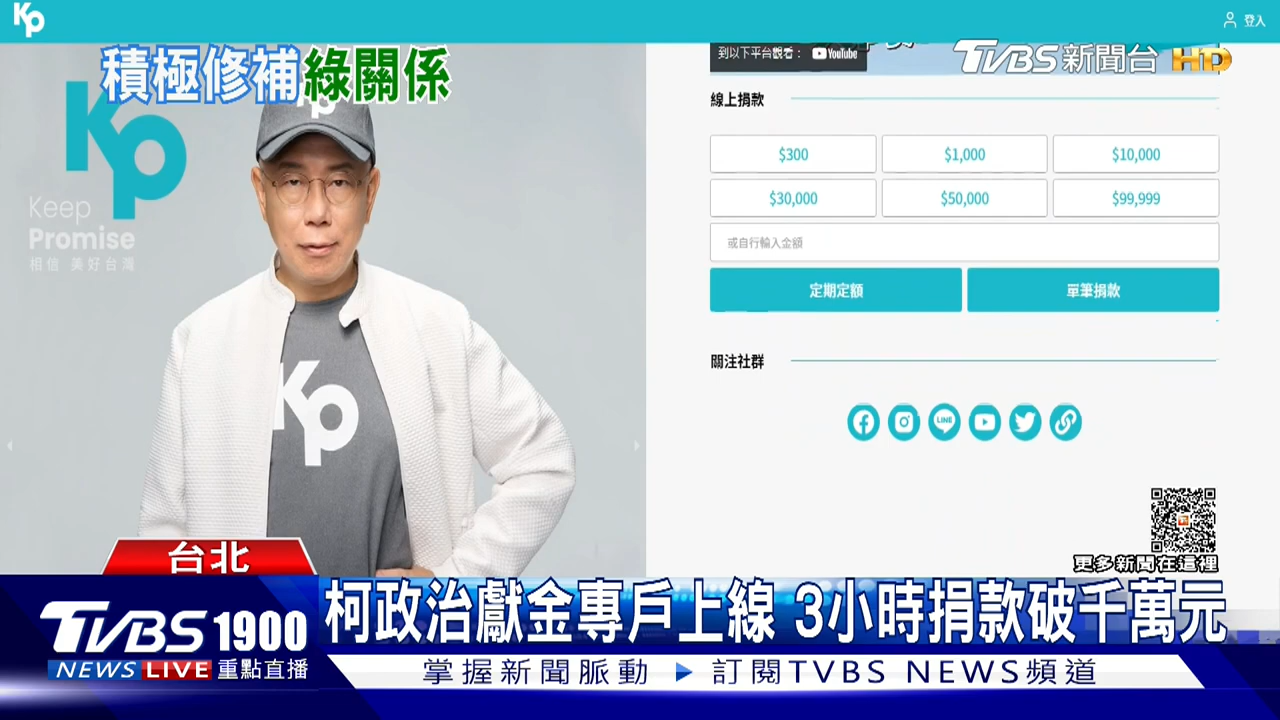 Kp
登入
到以下平台觀看： YouTube
TVBS新聞台 HD
積極修補綠關係
Kp
Keep
Promise
相信 美好台灣
Kp
線上捐款
$300 $1,000 $10,000
$30,000 $50,000 $99,999
或自行輸入金額
定期定額 單筆捐款
關注社群
LINE
更多新聞在這裡
台北
TVBS 1900
NEWS LIVE 重點直播
柯政治獻金專戶上線 3小時捐款破千萬元
掌握新聞脈動 ▶ 訂閱TVBS NEWS頻道